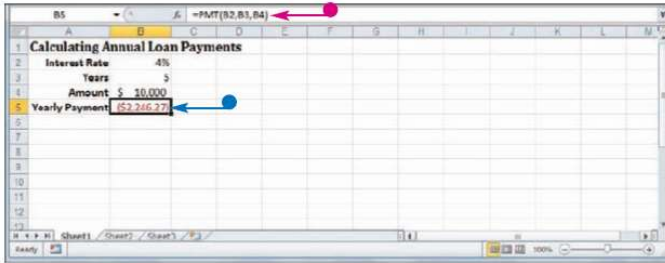 B5 fx =PMT(B2,B3,B4)
A B C D E F G H I J K L M
1 Calculating Annual Loan Payments
2 Interest Rate 4%
3 Years 5
4 Amount $ 10,000
5 Yearly Payment ($2,246.27)
6
7
8
9
10
11
12
13
Sheet1 Sheet2 Sheet3
Ready 100%